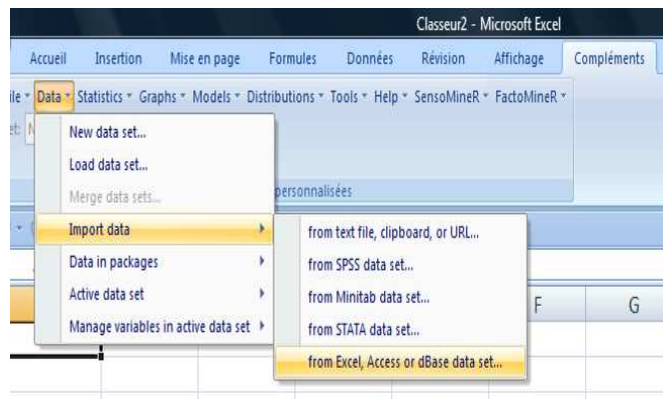 Classeur2 - Microsoft Excel
Accueil Insertion Mise en page Formules Données Révision Affichage Compléments
Data Statistics Graphs Models Distributions Tools Help SensoMineR FactoMineR
New data set...
Load data set...
Merge data sets...
personnalisées
Import data
from text file, clipboard, or URL...
Data in packages
from SPSS data set...
Active data set
from Minitab data set...
F G
Manage variables in active data set
from STATA data set...
from Excel, Access or dBase data set...